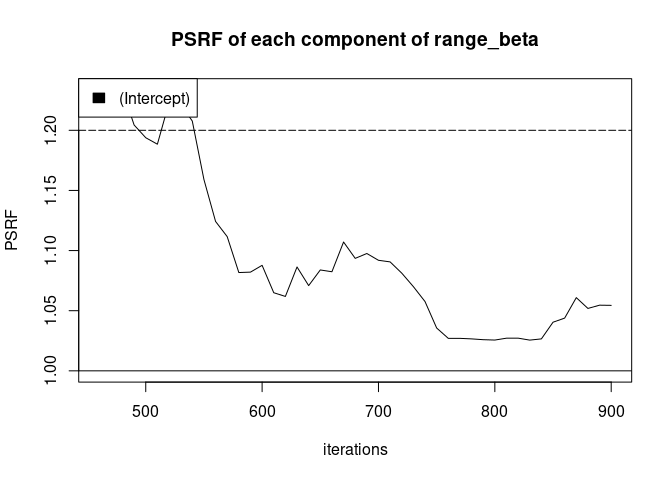 PSRF of each component of range_beta
(Intercept)
PSRF
1.20
1.15
1.10
1.05
1.00
500 600 700 800 900
iterations